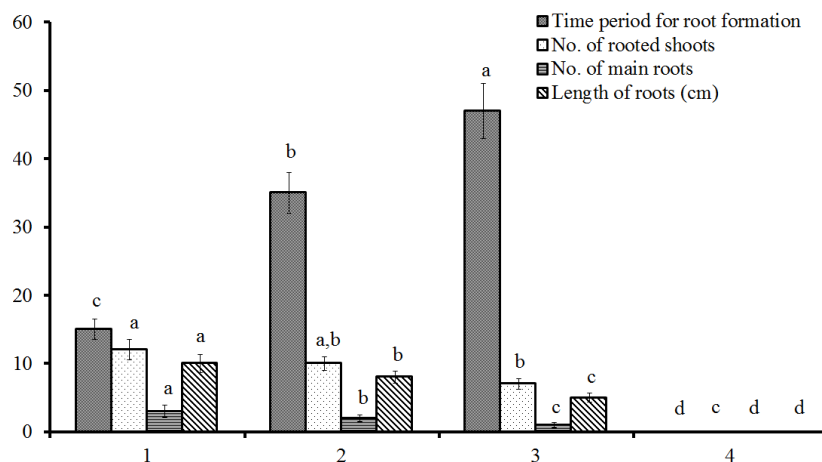 60
Time period for root formation
No. of rooted shoots
No. of main roots
Length of roots (cm)
50
40
30
20
10
0
c
a
a
a
b
a,b
b
b
a
b
c
c
d c d d
1 2 3 4